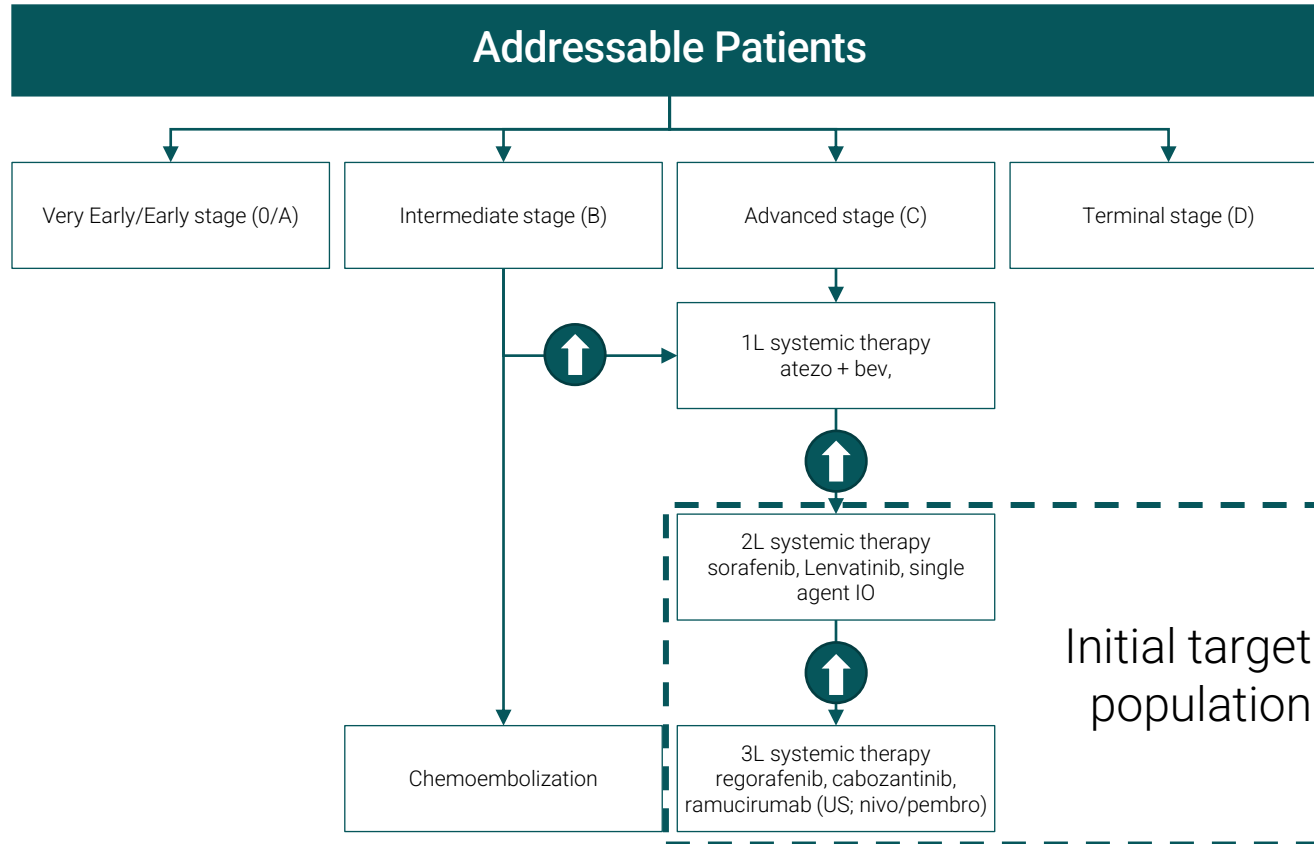 Addressable Patients
Very Early/Early stage (0/A)
Intermediate stage (B)
Advanced stage (C)
Terminal stage (D)
1L systemic therapy
atezo + bev,
2L systemic therapy
sorafenib, Lenvatinib, single
agent IO
Initial target
population
Chemoembolization
3L systemic therapy
regorafenib, cabozantinib,
ramucirumab (US; nivo/pembro)